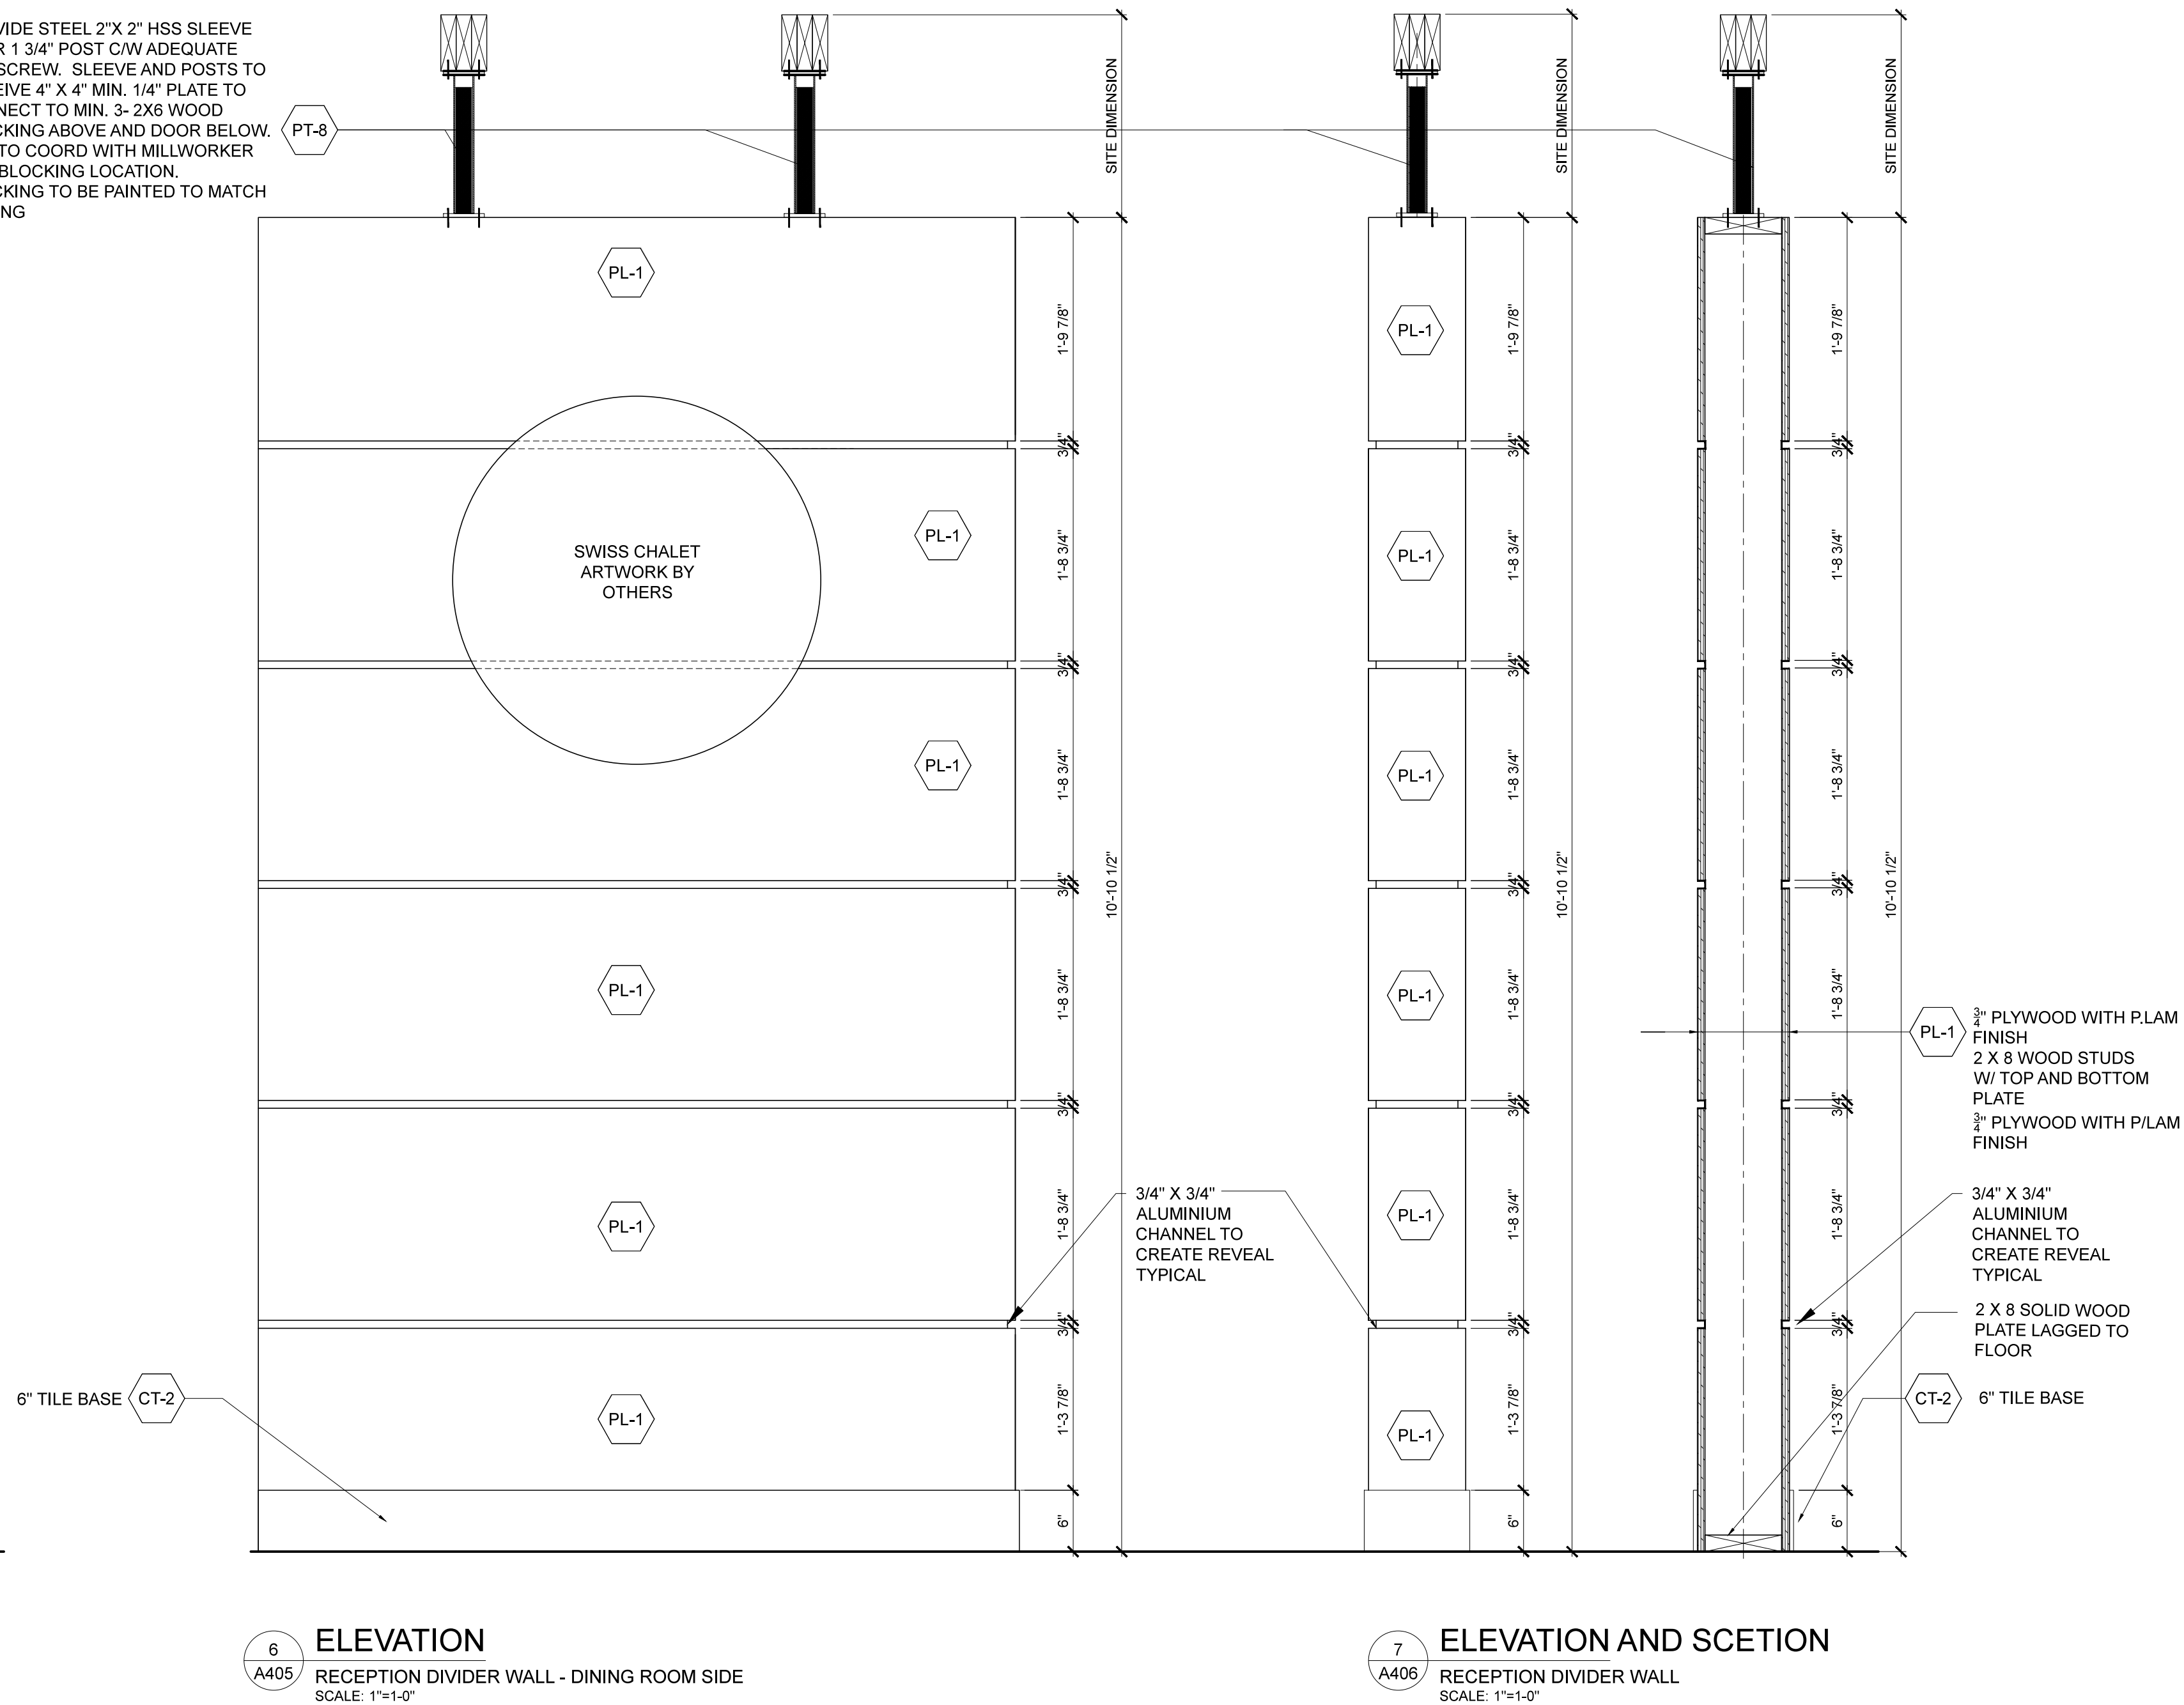 VIDE STEEL 2"X 2" HSS SLEEVE
R 1 3/4" POST C/W ADEQUATE
SCREW. SLEEVE AND POSTS TO
EIVE 4" X 4" MIN. 1/4" PLATE TO
NECT TO MIN. 3- 2X6 WOOD
CKING ABOVE AND DOOR BELOW.
TO COORD WITH MILLWORKER
BLOCKING LOCATION.
CKING TO BE PAINTED TO MATCH
NG
PT-8
PL-1
SWISS CHALET
ARTWORK BY
OTHERS
PL-1
PL-1
PL-1
PL-1
PL-1
6" TILE BASE
CT-2
SITE DIMENSION
1'-9 7/8"
3/4"
1'-8 3/4"
3/4"
1'-8 3/4"
3/4"
1'-8 3/4"
3/4"
1'-8 3/4"
3/4"
1'-3 7/8"
6"
10'-10 1/2"
3/4" X 3/4"
ALUMINIUM
CHANNEL TO
CREATE REVEAL
TYPICAL
PL-1
PL-1
PL-1
PL-1
PL-1
PL-1
SITE DIMENSION
1'-9 7/8"
3/4"
1'-8 3/4"
3/4"
1'-8 3/4"
3/4"
1'-8 3/4"
3/4"
1'-8 3/4"
3/4"
1'-3 7/8"
6"
10'-10 1/2"
SITE DIMENSION
1'-9 7/8"
3/4"
1'-8 3/4"
3/4"
1'-8 3/4"
3/4"
1'-8 3/4"
3/4"
1'-8 3/4"
3/4"
1'-3 7/8"
6"
10'-10 1/2"
PL-1
3/4" PLYWOOD WITH P.LAM
FINISH
2 X 8 WOOD STUDS
W/ TOP AND BOTTOM
PLATE
3/4" PLYWOOD WITH P/LAM
FINISH
3/4" X 3/4"
ALUMINIUM
CHANNEL TO
CREATE REVEAL
TYPICAL
2 X 8 SOLID WOOD
PLATE LAGGED TO
FLOOR
CT-2
6" TILE BASE
6
A405
ELEVATION
RECEPTION DIVIDER WALL - DINING ROOM SIDE
SCALE: 1"=1-0"
7
A406
ELEVATION AND SCETION
RECEPTION DIVIDER WALL
SCALE: 1"=1-0"